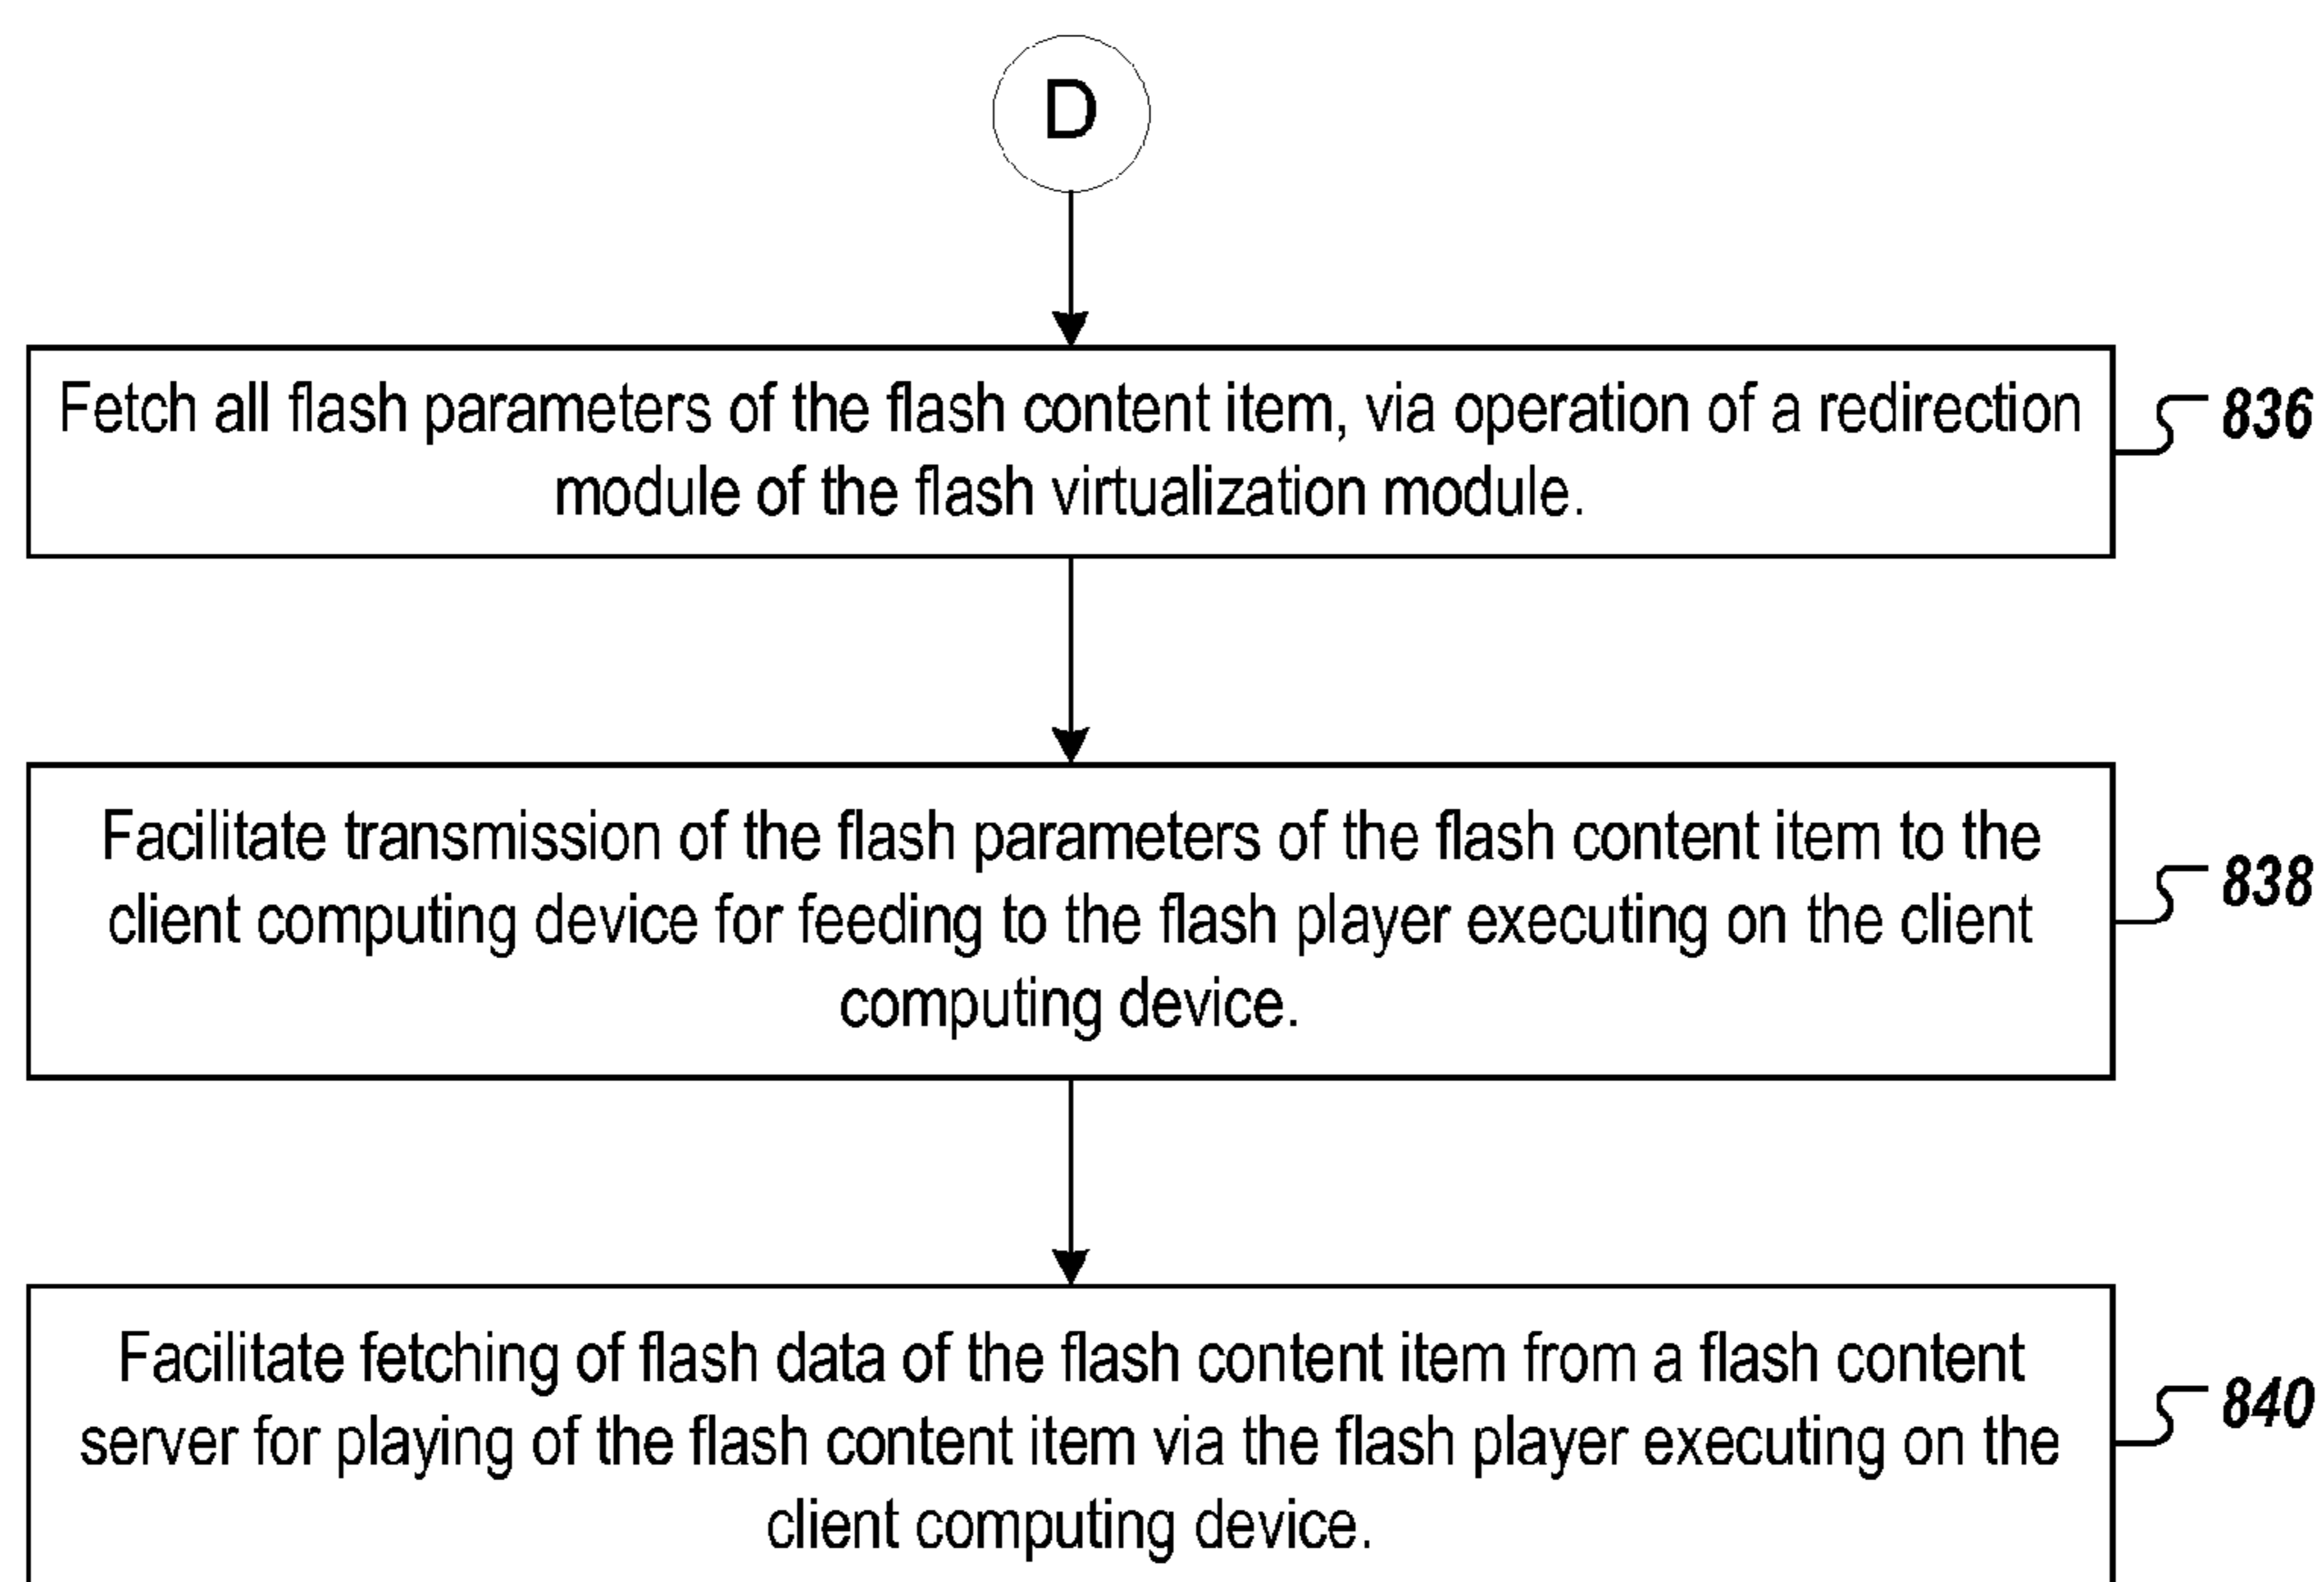 D
Fetch all flash parameters of the flash content item, via operation of a redirection
module of the flash virtualization module.
836
Facilitate transmission of the flash parameters of the flash content item to the
client computing device for feeding to the flash player executing on the client
computing device.
838
Facilitate fetching of flash data of the flash content item from a flash content
server for playing of the flash content item via the flash player executing on the
client computing device.
840